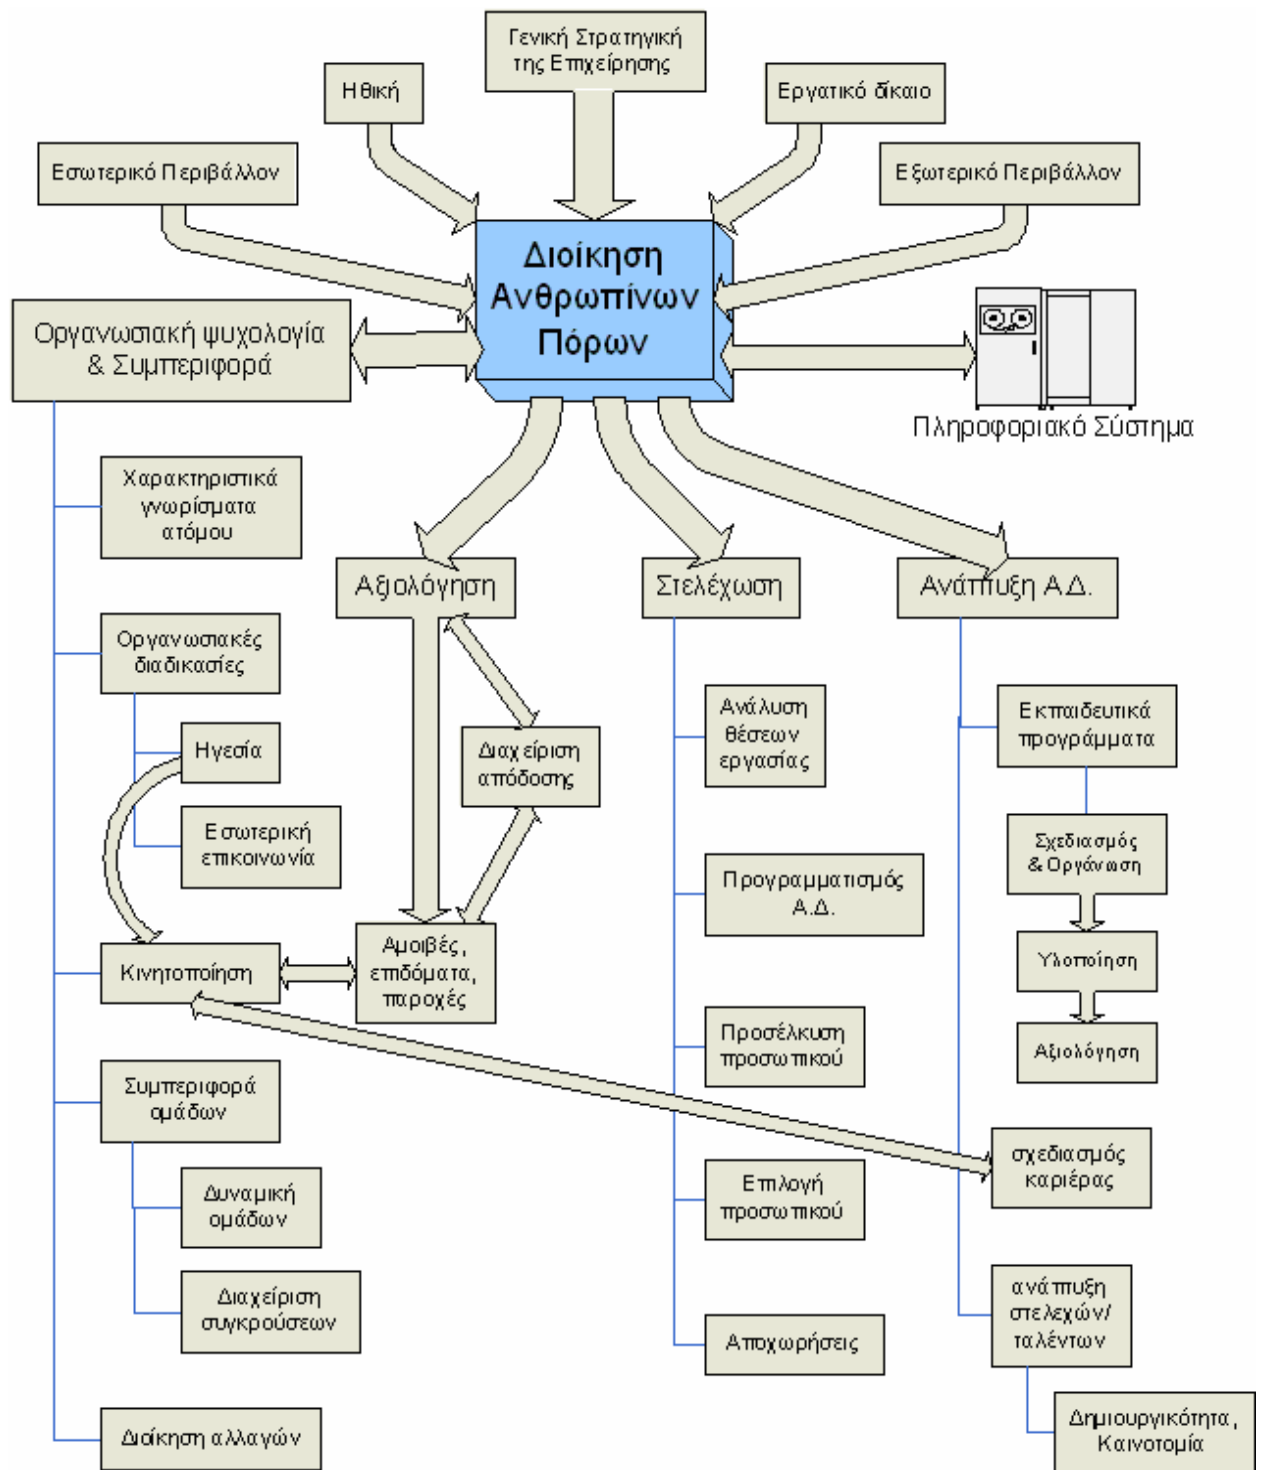 Γενική Στρατηγική
της Επιχείρησης
Ηθική
Εργατικό δίκαιο
Εσωτερικό Περιβάλλον
Εξωτερικό Περιβάλλον
Διοίκηση
Ανθρωπίνων
Πόρων
Οργανωσιακή ψυχολογία
& Συμπεριφορά
Πληροφοριακό Σύστημα
Χαρακτηριστικά
γνωρίσματα
ατόμου
Αξιολόγηση
Στελέχωση
Ανάπτυξη Α.Δ.
Οργανωσιακές
διαδικασίες
Ηγεσία
Εσωτερική
επικοινωνία
Διαχείριση
απόδοσης
Ανάλυση
θέσεων
εργασίας
Εκπαιδευτικά
προγράμματα
Σχεδιασμός
& Οργάνωση
Προγραμματισμός
Α.Δ.
Κινητοποίηση
Αμοιβές,
επιδόματα,
παροχές
Υλοποίηση
Προσέλκυση
προσωπικού
Αξιολόγηση
Συμπεριφορά
ομάδων
σχεδιασμός
καριέρας
Δυναμική
ομάδων
Επιλογή
προσωπικού
Διαχείριση
συγκρούσεων
Αποχωρήσεις
ανάπτυξη
στελεχών/
ταλέντων
Διοίκηση αλλαγών
Δημιουργικότητα,
Καινοτομία